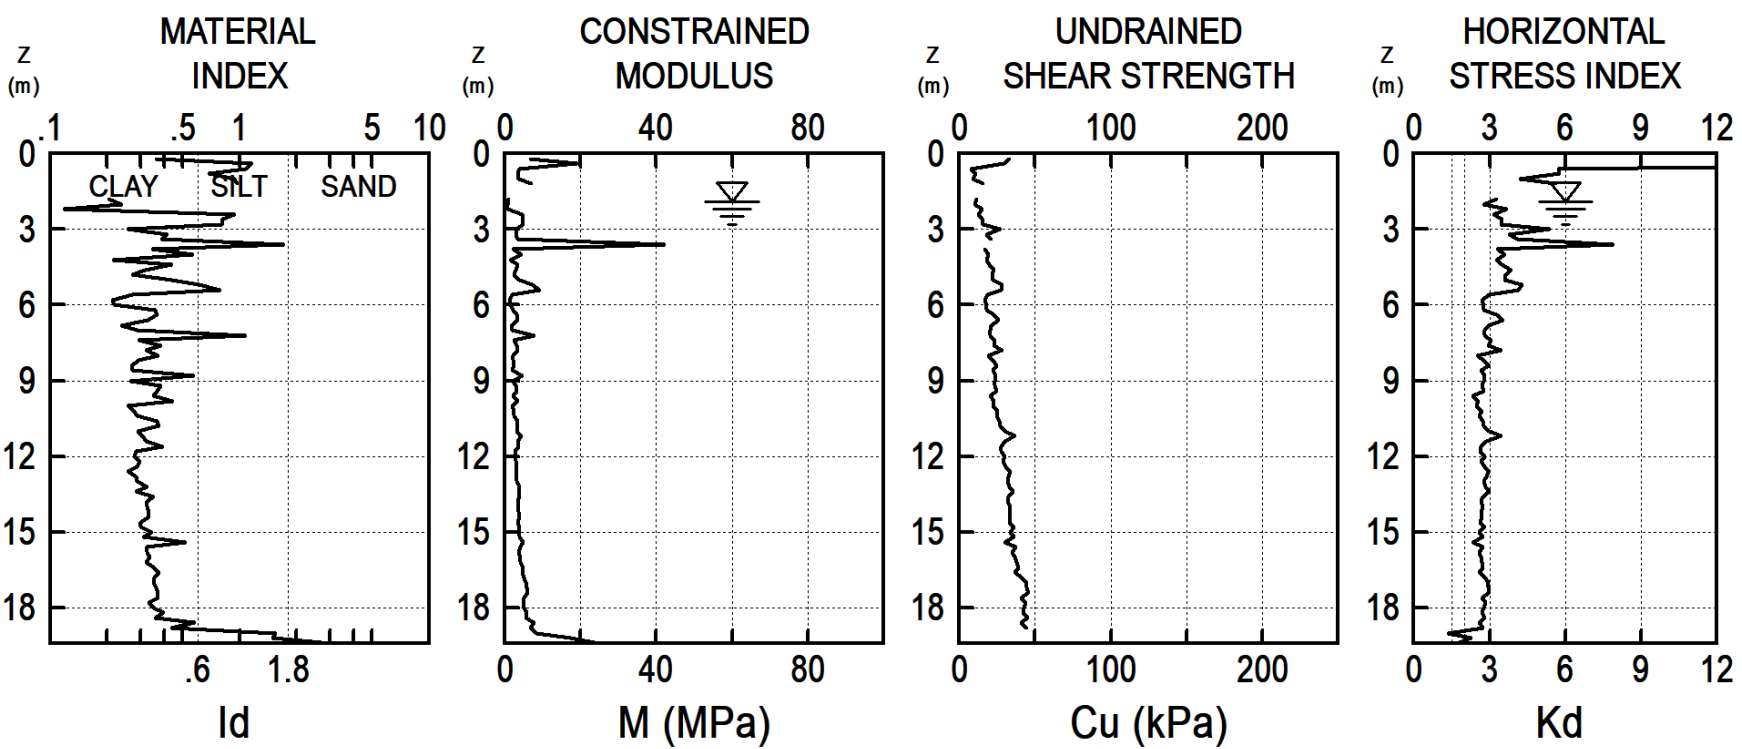 MATERIAL
INDEX
Z
(m)
.1 .5 1 5 10
0
3
6
9
12
15
18
CLAY SILT SAND
.6 1.8
Id
CONSTRAINED
MODULUS
Z
(m)
0 40 80
0
3
6
9
12
15
18
0 40 80
M (MPa)
UNDRAINED
SHEAR STRENGTH
Z
(m)
0 100 200
0
3
6
9
12
15
18
0 100 200
Cu (kPa)
HORIZONTAL
STRESS INDEX
Z
(m)
0 3 6 9 12
0
3
6
9
12
15
18
0 3 6 9 12
Kd